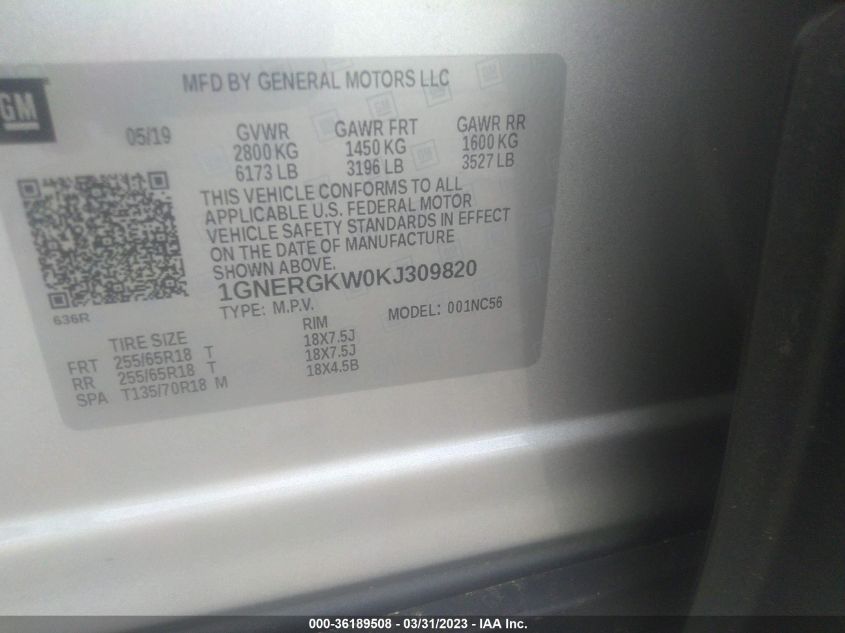 GM
MFD BY GENERAL MOTORS LLC
05/19 GVWR GAWR FRT GAWR RR
2800 KG 1450 KG 1600 KG
6173 LB 3196 LB 3527 LB
THIS VEHICLE CONFORMS TO ALL
APPLICABLE U.S. FEDERAL MOTOR
VEHICLE SAFETY STANDARDS IN EFFECT
ON THE DATE OF MANUFACTURE
SHOWN ABOVE.
1GNERGKW0KJ309820
636R TYPE: M.P.V. MODEL: 001NC56
TIRE SIZE RIM
FRT 255/65R18 T 18X7.5J
RR 255/65R18 T 18X7.5J
SPA T135/70R18 M 18X4.5B
000-36189508 - 03/31/2023 - IAA Inc.